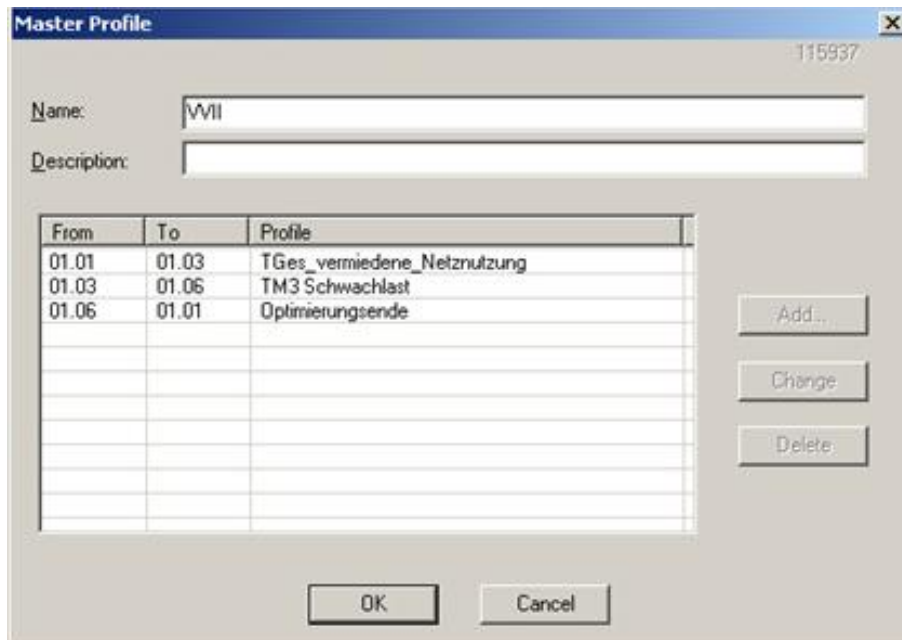 Master Profile
115937
Name: VVII
Description:
From To Profile
01.01 01.03 TGes_vermiedene_Netznutzung
01.03 01.06 TM3 Schwachlast
01.06 01.01 Optimierungsende
Add...
Change
Delete
OK Cancel